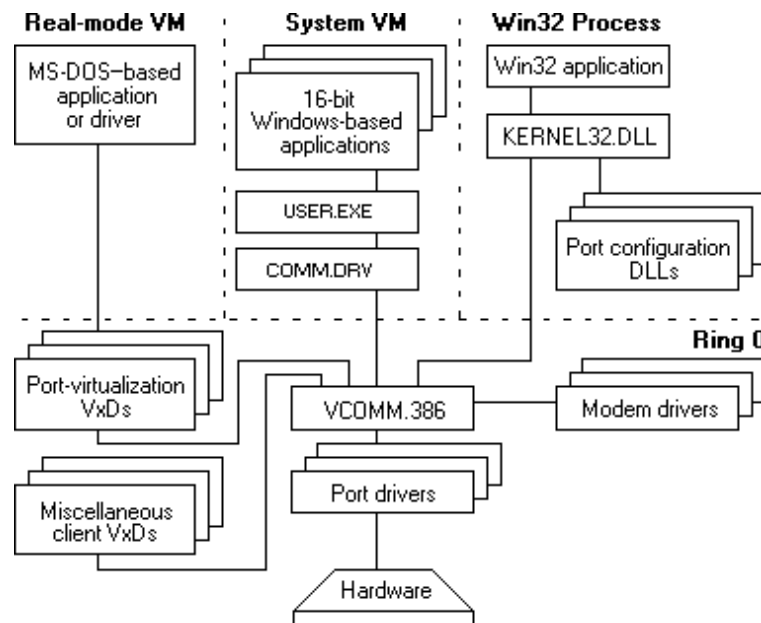 Real-mode VM
System VM
Win32 Process
MS-DOS–based
application
or driver
16-bit
Windows-based
applications
Win32 application
KERNEL32.DLL
USER.EXE
COMM.DRV
Port configuration
DLLs
Ring 0
Port-virtualization
VxDs
VCOMM.386
Modem drivers
Miscellaneous
client VxDs
Port drivers
Hardware